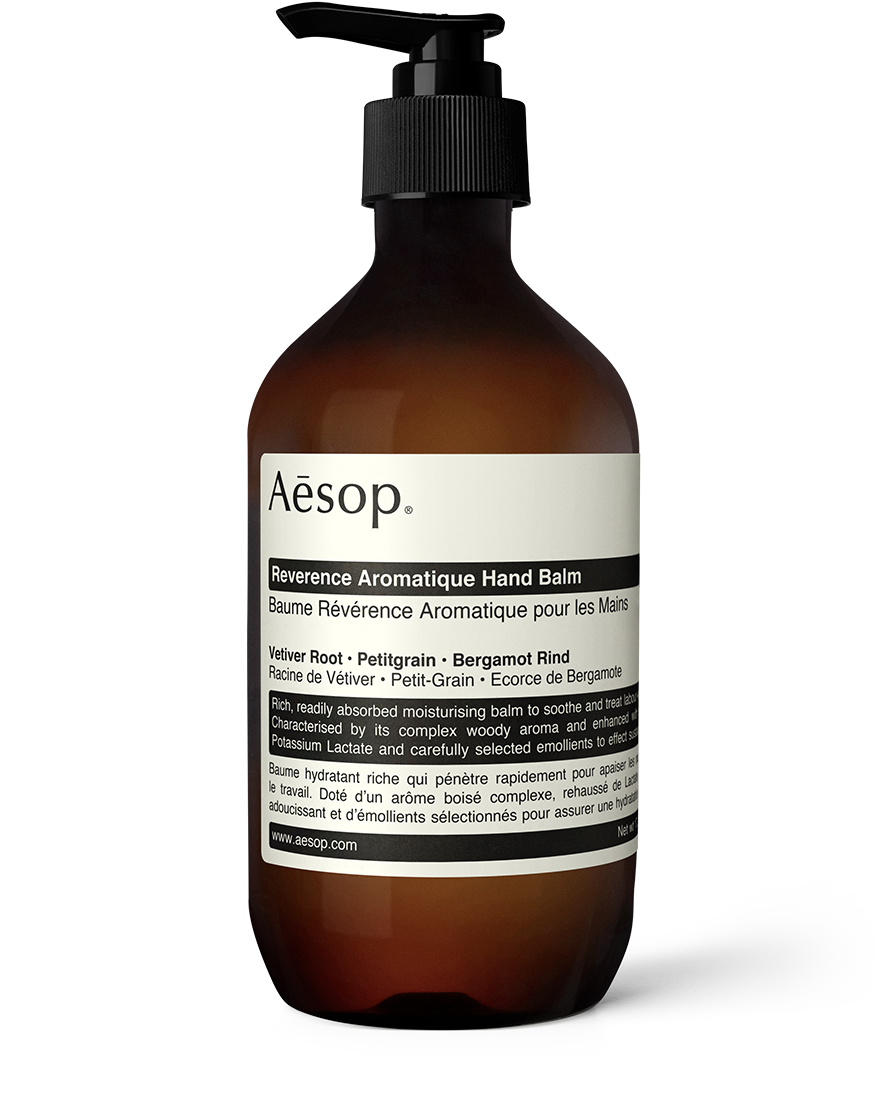 Aēsop.®
Reverence Aromatique Hand Balm
Baume Révérence Aromatique pour les Mains
Vetiver Root • Petitgrain • Bergamot Rind
Racine de Vétiver • Petit-Grain • Ecorce de Bergamote
Rich, readily absorbed moisturising balm to soothe and treat
Characterised by its complex woody aroma and enhanced
Potassium Lactate and carefully selected emollients to effect
Baume hydratant riche qui pénètre rapidement pour apaiser les
le travail. Doté d'un arôme boisé complexe, rehaussé de
adoucissant et d'émollients sélectionnés pour assurer une
www.aesop.com
Net